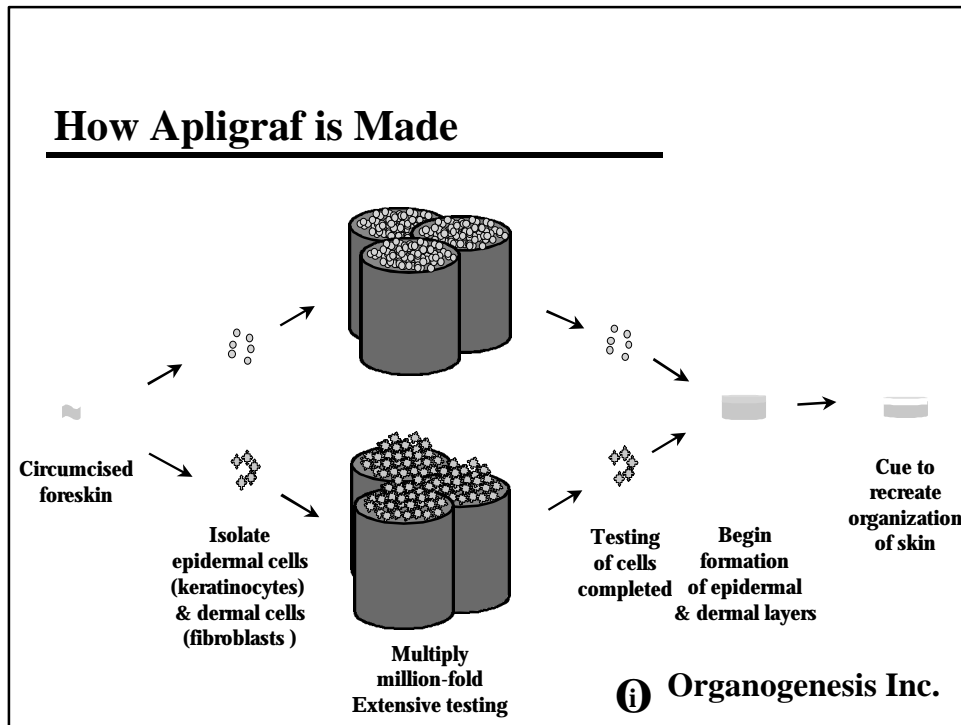 How Apligraf is Made
Circumcised
foreskin
Isolate
epidermal cells
(keratinocytes)
& dermal cells
(fibroblasts )
Multiply
million-fold
Extensive testing
Testing
of cells
completed
Begin
formation
of epidermal
& dermal layers
Cue to
recreate
organization
of skin
i Organogenesis Inc.